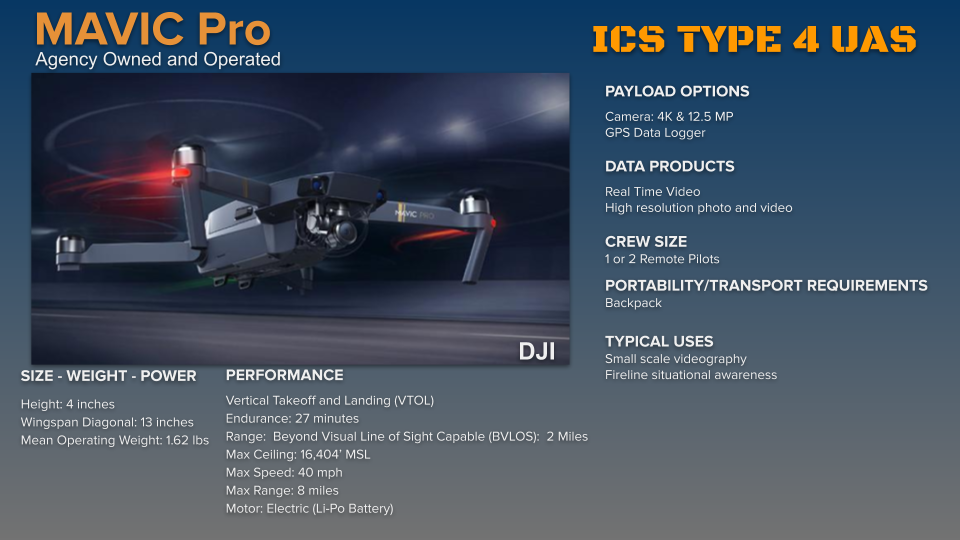 MAVIC Pro
Agency Owned and Operated
ICS TYPE 4 UAS
MAVIC PRO
DJI
SIZE - WEIGHT - POWER
Height: 4 inches
Wingspan Diagonal: 13 inches
Mean Operating Weight: 1.62 lbs
PERFORMANCE
Vertical Takeoff and Landing (VTOL)
Endurance: 27 minutes
Range:  Beyond Visual Line of Sight Capable (BVLOS):  2 Miles
Max Ceiling: 16,404’ MSL
Max Speed: 40 mph
Max Range: 8 miles
Motor: Electric (Li-Po Battery)
PAYLOAD OPTIONS
Camera: 4K & 12.5 MP
GPS Data Logger
DATA PRODUCTS
Real Time Video
High resolution photo and video
CREW SIZE
1 or 2 Remote Pilots
PORTABILITY/TRANSPORT REQUIREMENTS
Backpack
TYPICAL USES
Small scale videography
Fireline situational awareness